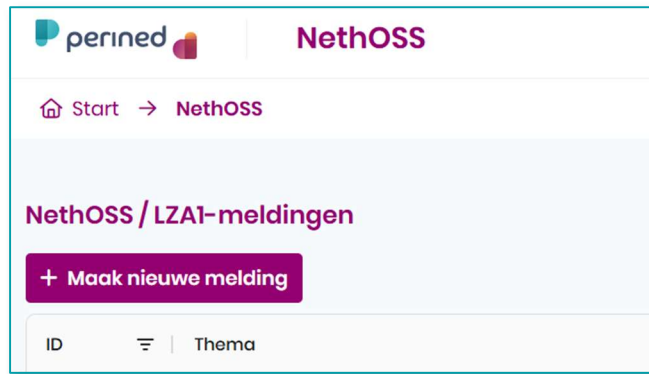 perined
NethOSS
Start → NethOSS
NethOSS / LZA1-meldingen
+ Maak nieuwe melding
ID Thema